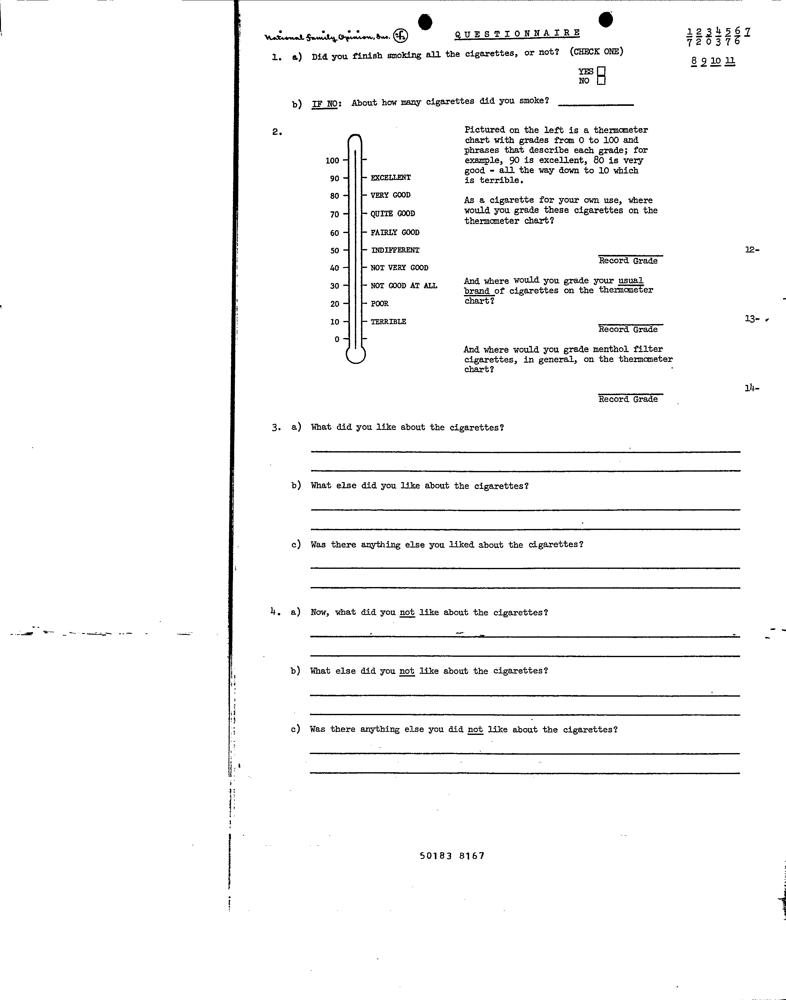 National Family Opinion, Inc. QUESTIONNAIRE 1 2 3 4 5 6 7
7 2 0 3 7 6
1. a) Did you finish smoking all the cigarettes, or not? (CHECK ONE)
8 9 10 11
YES
NO
b) IF NO: About how many cigarettes did you smoke?
2.
100
90 EXCELLENT
80 VERY GOOD
70 QUITE GOOD
60 FAIRLY GOOD
50 INDIFFERENT
40 NOT VERY GOOD
30 NOT GOOD AT ALL
20 POOR
10 TERRIBLE
0
Pictured on the left is a thermometer
chart with grades from 0 to 100 and
phrases that describe each grade; for
example, 90 is excellent, 80 is very
good - all the way down to 10 which
is terrible.
As a cigarette for your own use, where
would you grade these cigarettes on the
thermometer chart?
12-
Record Grade
And where would you grade your usual
brand of cigarettes on the thermometer
chart?
13-
Record Grade
And where would you grade menthol filter
cigarettes, in general, on the thermometer
chart?
14-
Record Grade
3. a) What did you like about the cigarettes?
b) What else did you like about the cigarettes?
c) Was there anything else you liked about the cigarettes?
4. a) Now, what did you not like about the cigarettes?
b) What else did you not like about the cigarettes?
c) Was there anything else you did not like about the cigarettes?
50183 8167